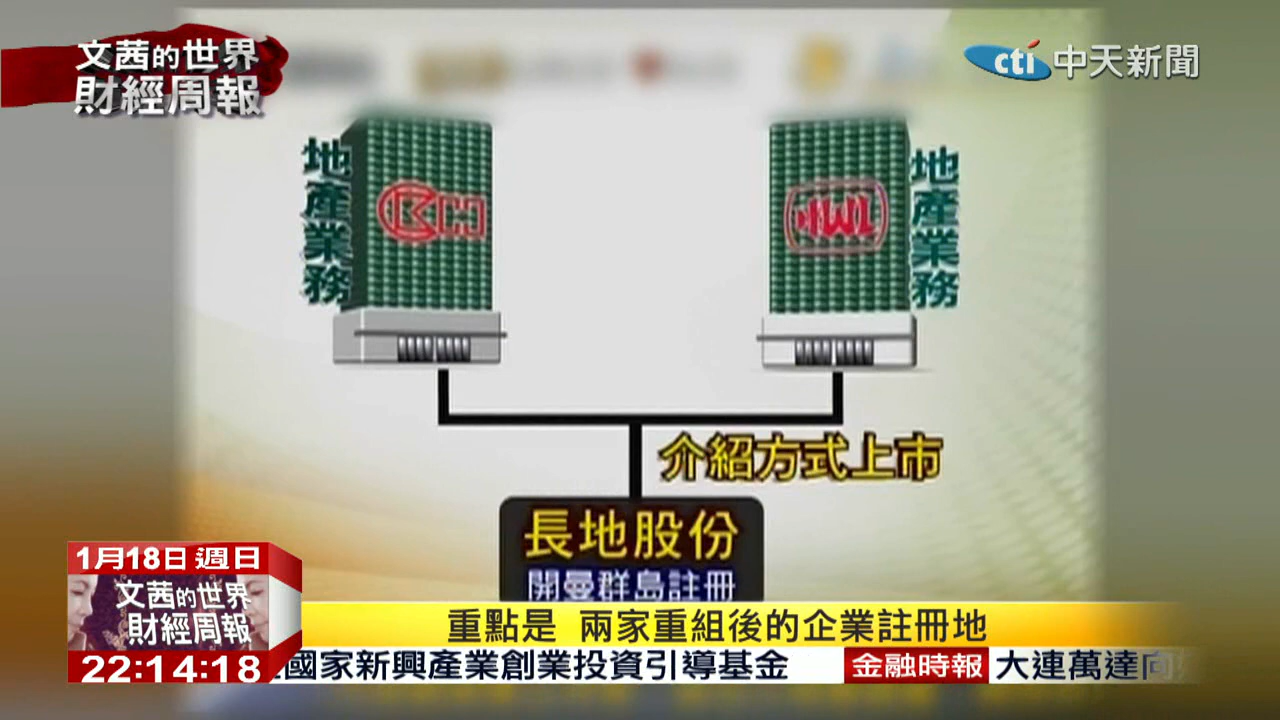 文茜的世界
財經周報
cti 中天新聞
地產業務
地產業務
HWL
介紹方式上市
長地股份
開曼群島註冊
1月18日 週日
文茜的世界
財經周報
22:14:18
重點是 兩家重組後的企業註冊地
國家新興產業創業投資引導基金
金融時報 大連萬達向